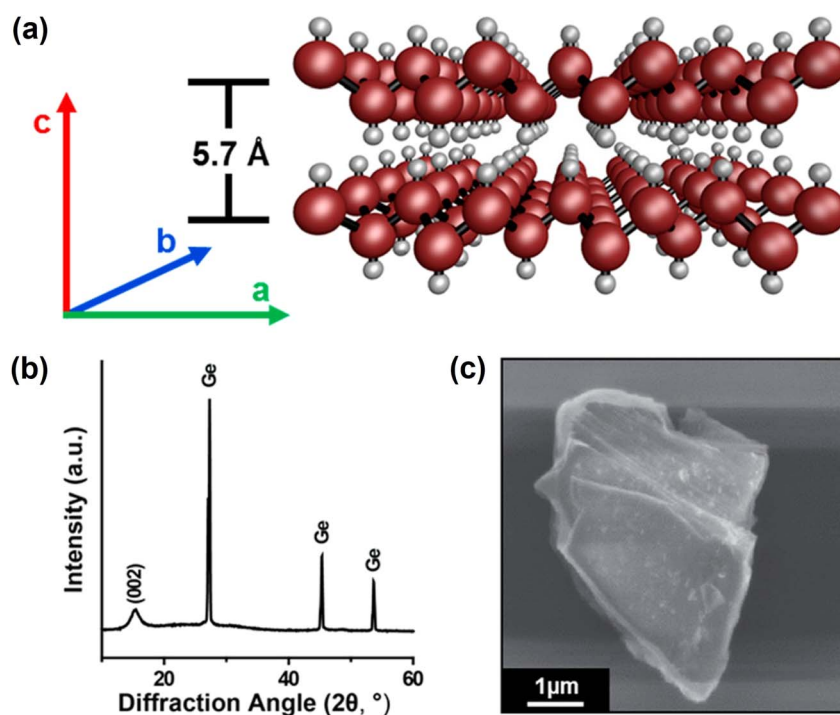 (a)
c
5.7 Å
b
a
(b)
Ge
Ge
Ge
(002)
Intensity (a.u.)
20
40
60
Diffraction Angle (2θ, °)
(c)
1µm